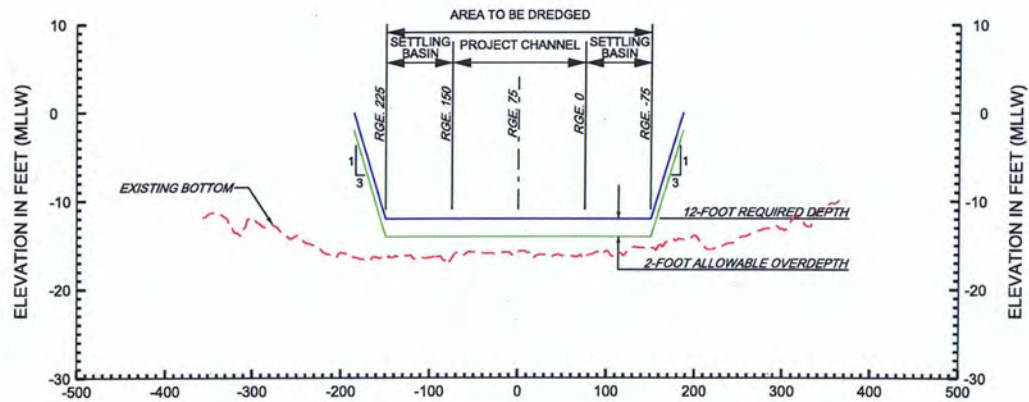 AREA TO BE DREDGED
SETTLING
BASIN
PROJECT CHANNEL
SETTLING
BASIN
RGE. 225
RGE. 150
RGE. 75
RGE. 0
RGE. -75
ELEVATION IN FEET (MLLW)
10
0
-10
-20
-30
1
3
EXISTING BOTTOM
1
3
12-FOOT REQUIRED DEPTH
2-FOOT ALLOWABLE OVERDEPTH
10
0
-10
-20
-30
ELEVATION IN FEET (MLLW)
-500
-400
-300
-200
-100
0
100
200
300
400
500